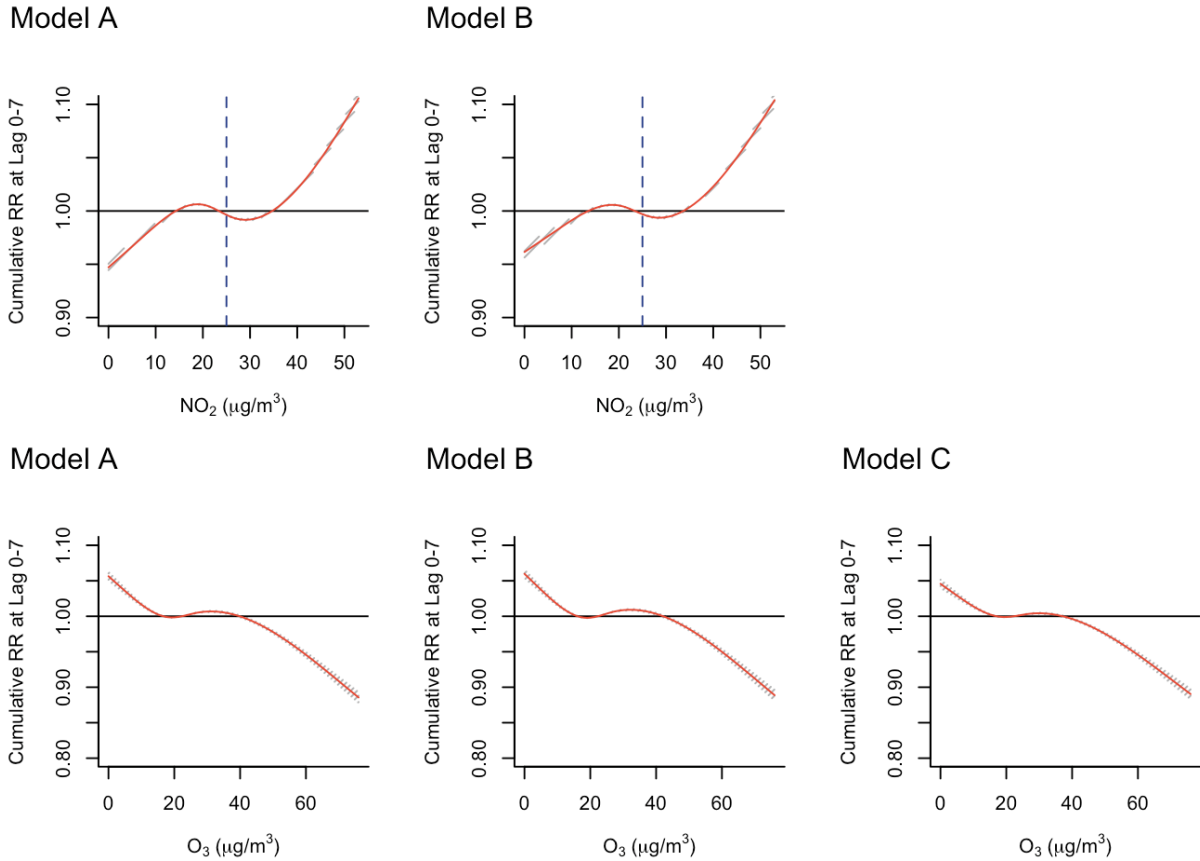 Model A
Model B
Cumulative RR at Lag 0-7
1.10
1.00
0.90
0 10 20 30 40 50
NO₂ (μg/m³)
Cumulative RR at Lag 0-7
1.10
1.00
0.90
0 10 20 30 40 50
NO₂ (μg/m³)
Model A
Model B
Model C
Cumulative RR at Lag 0-7
1.10
1.00
0.90
0.80
0 20 40 60
O₃ (μg/m³)
Cumulative RR at Lag 0-7
1.10
1.00
0.90
0.80
0 20 40 60
O₃ (μg/m³)
Cumulative RR at Lag 0-7
1.10
1.00
0.90
0.80
0 20 40 60
O₃ (μg/m³)